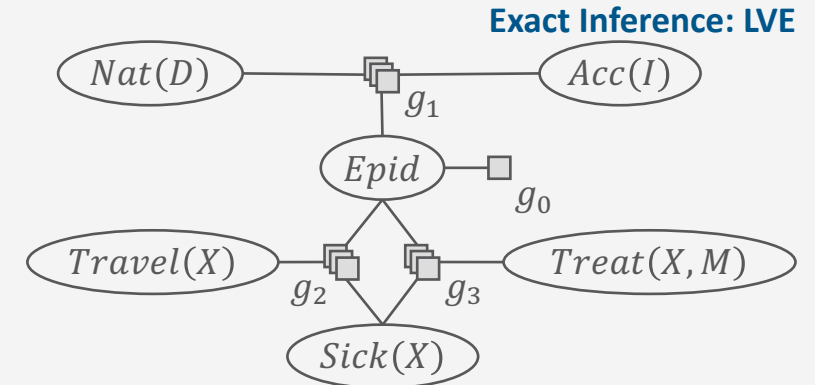 Exact Inference: LVE
Nat(D)
Acc(I)
g₁
Epid
g₀
Travel(X)
Treat(X, M)
g₂
g₃
Sick(X)